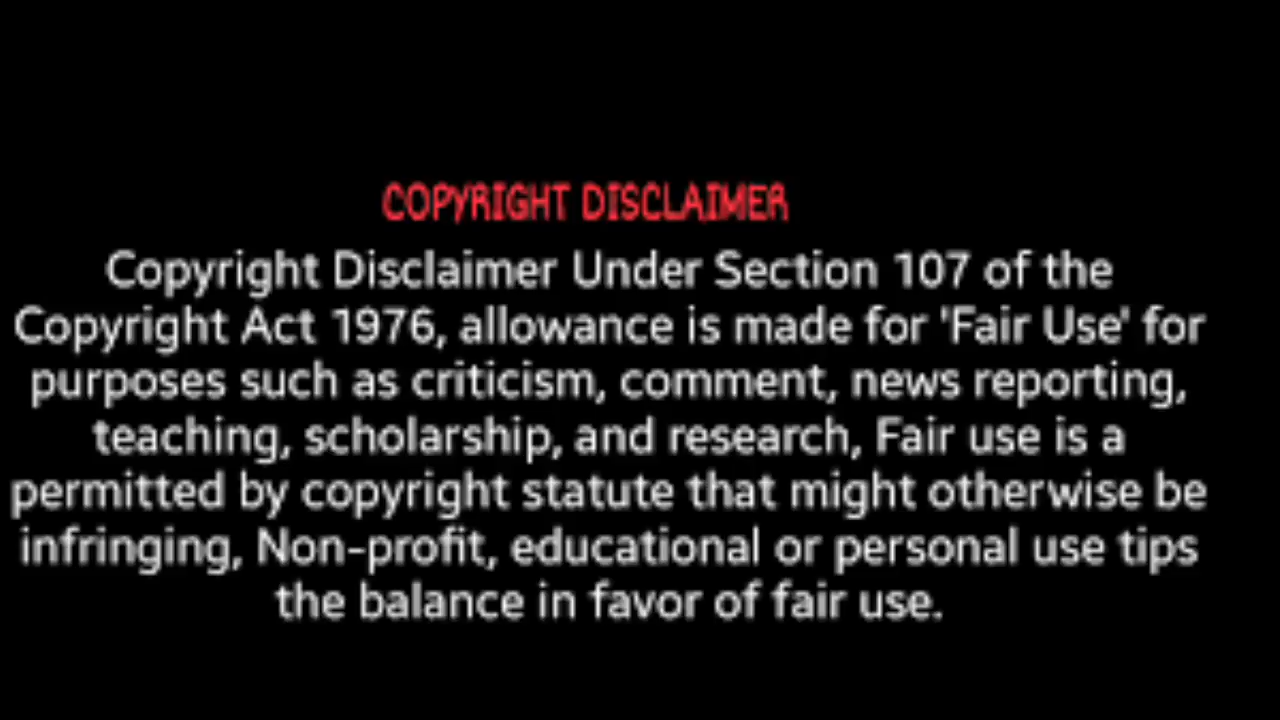 COPYRIGHT DISCLAIMER
Copyright Disclaimer Under Section 107 of the
Copyright Act 1976, allowance is made for 'Fair Use' for
purposes such as criticism, comment, news reporting,
teaching, scholarship, and research, Fair use is a
permitted by copyright statute that might otherwise be
infringing, Non-profit, educational or personal use tips
the balance in favor of fair use.